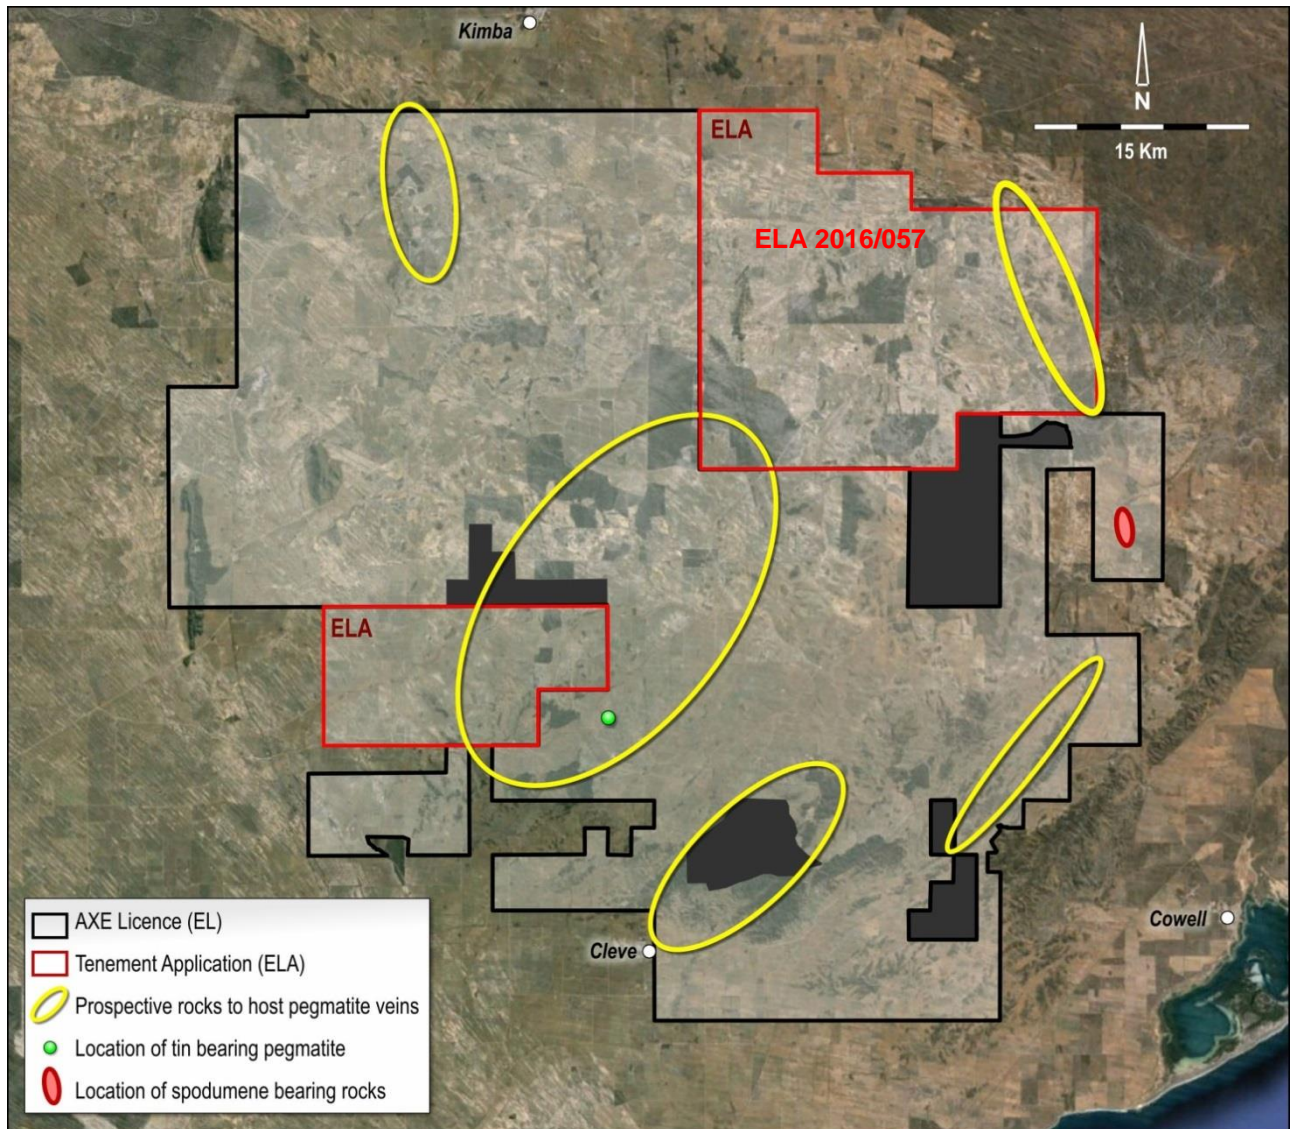 Kimba
N
15 Km
ELA
ELA 2016/057
ELA
Cowell
Cleve
AXE Licence (EL)
Tenement Application (ELA)
Prospective rocks to host pegmatite veins
Location of tin bearing pegmatite
Location of spodumene bearing rocks